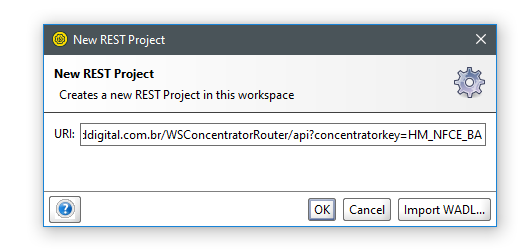 New REST Project
New REST Project
Creates a new REST Project in this workspace
URI: ddigital.com.br/WSConcentratorRouter/api?concentratorkey=HM_NFCE_BA
? OK Cancel Import WADL...